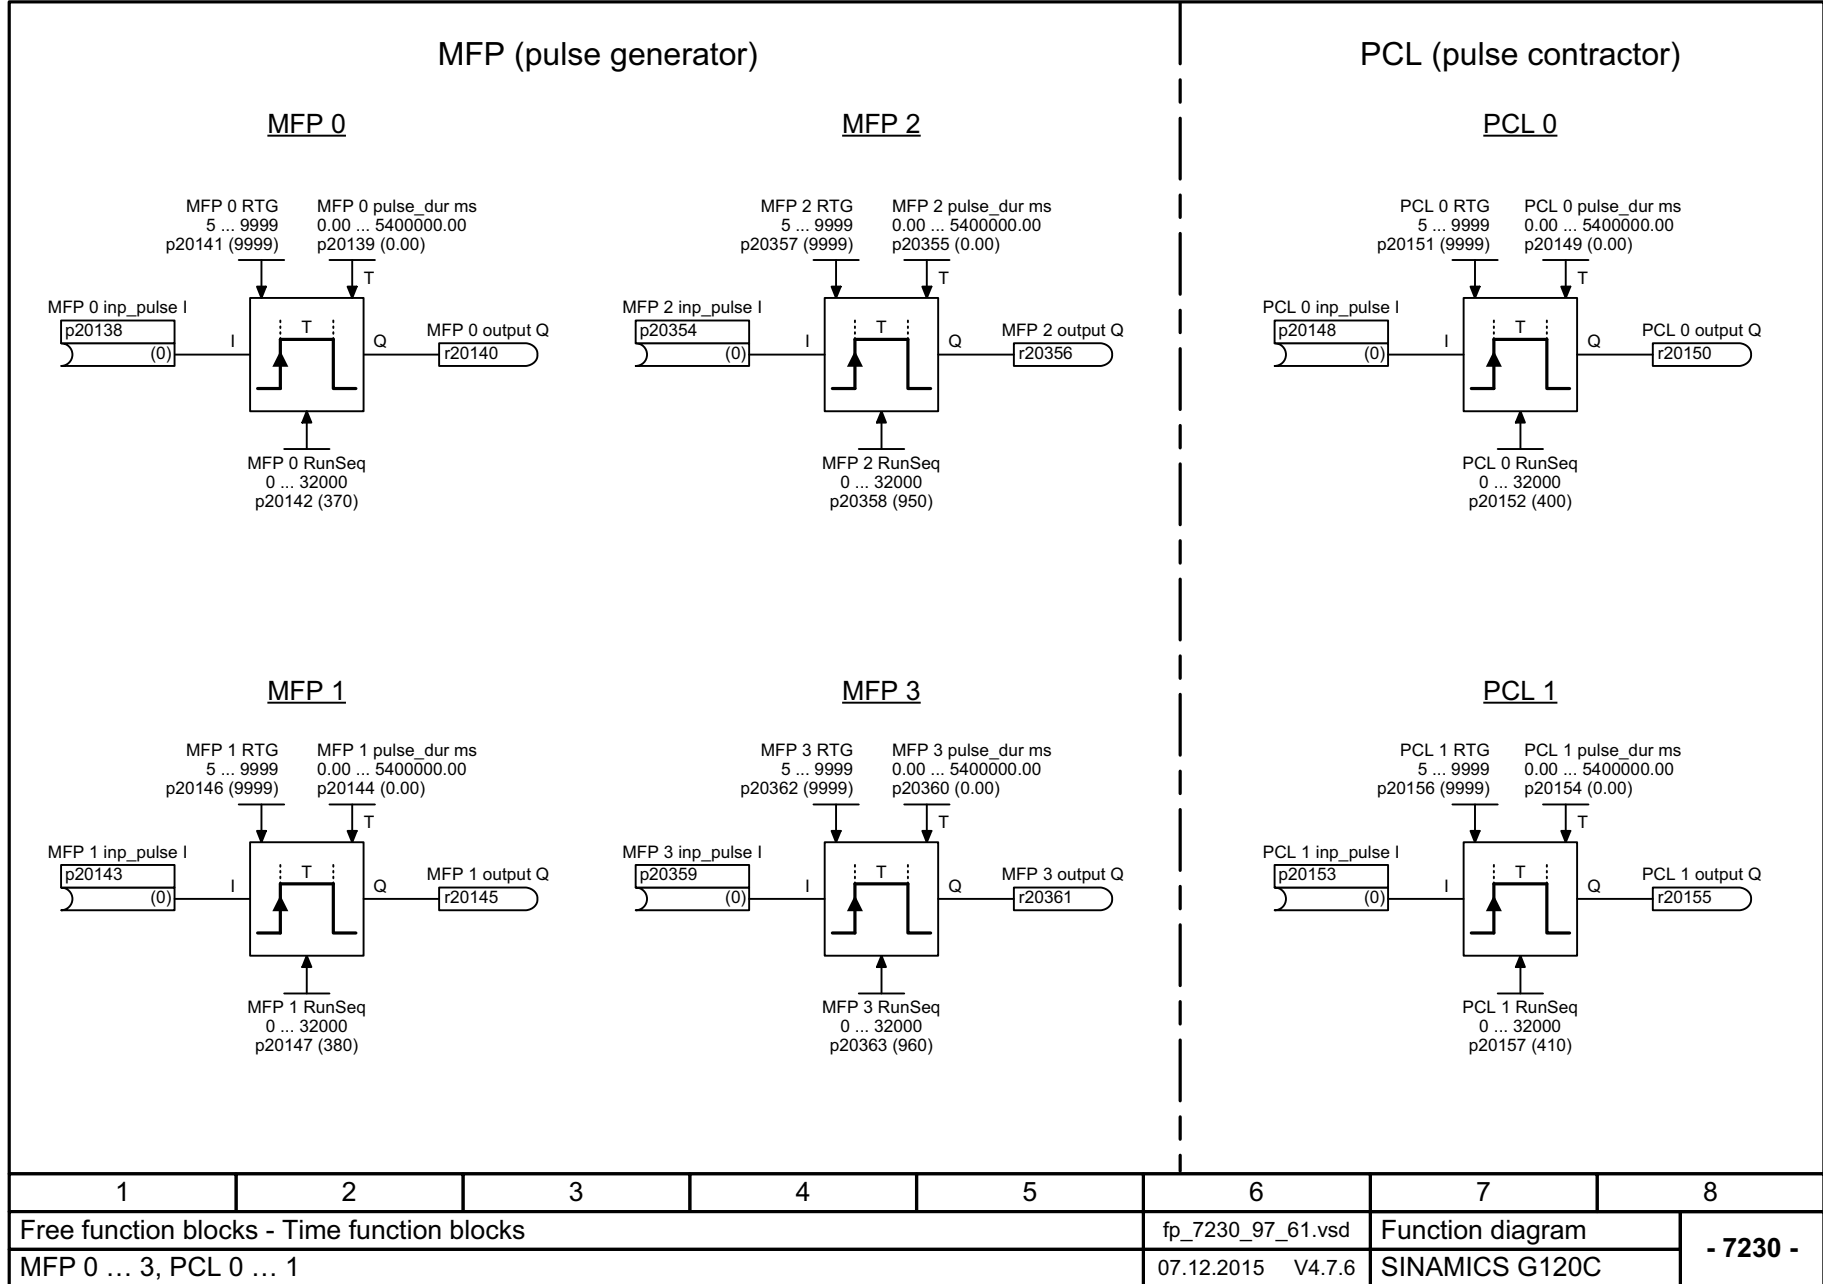 MFP (pulse generator)
PCL (pulse contractor)
MFP 0
MFP 0 RTG
5 ... 9999
p20141 (9999)
MFP 0 pulse_dur ms
0.00 ... 5400000.00
p20139 (0.00)
T
MFP 0 inp_pulse I
p20138
(0)
I
T
Q
MFP 0 output Q
r20140
MFP 0 RunSeq
0 ... 32000
p20142 (370)
MFP 2
MFP 2 RTG
5 ... 9999
p20357 (9999)
MFP 2 pulse_dur ms
0.00 ... 5400000.00
p20355 (0.00)
T
MFP 2 inp_pulse I
p20354
(0)
I
T
Q
MFP 2 output Q
r20356
MFP 2 RunSeq
0 ... 32000
p20358 (950)
PCL 0
PCL 0 RTG
5 ... 9999
p20151 (9999)
PCL 0 pulse_dur ms
0.00 ... 5400000.00
p20149 (0.00)
T
PCL 0 inp_pulse I
p20148
(0)
I
T
Q
PCL 0 output Q
r20150
PCL 0 RunSeq
0 ... 32000
p20152 (400)
MFP 1
MFP 1 RTG
5 ... 9999
p20146 (9999)
MFP 1 pulse_dur ms
0.00 ... 5400000.00
p20144 (0.00)
T
MFP 1 inp_pulse I
p20143
(0)
I
T
Q
MFP 1 output Q
r20145
MFP 1 RunSeq
0 ... 32000
p20147 (380)
MFP 3
MFP 3 RTG
5 ... 9999
p20362 (9999)
MFP 3 pulse_dur ms
0.00 ... 5400000.00
p20360 (0.00)
T
MFP 3 inp_pulse I
p20359
(0)
I
T
Q
MFP 3 output Q
r20361
MFP 3 RunSeq
0 ... 32000
p20363 (960)
PCL 1
PCL 1 RTG
5 ... 9999
p20156 (9999)
PCL 1 pulse_dur ms
0.00 ... 5400000.00
p20154 (0.00)
T
PCL 1 inp_pulse I
p20153
(0)
I
T
Q
PCL 1 output Q
r20155
PCL 1 RunSeq
0 ... 32000
p20157 (410)
1 2 3 4 5 6 7 8
Free function blocks - Time function blocks
fp_7230_97_61.vsd
Function diagram
- 7230 -
MFP 0 … 3, PCL 0 … 1
07.12.2015 V4.7.6
SINAMICS G120C